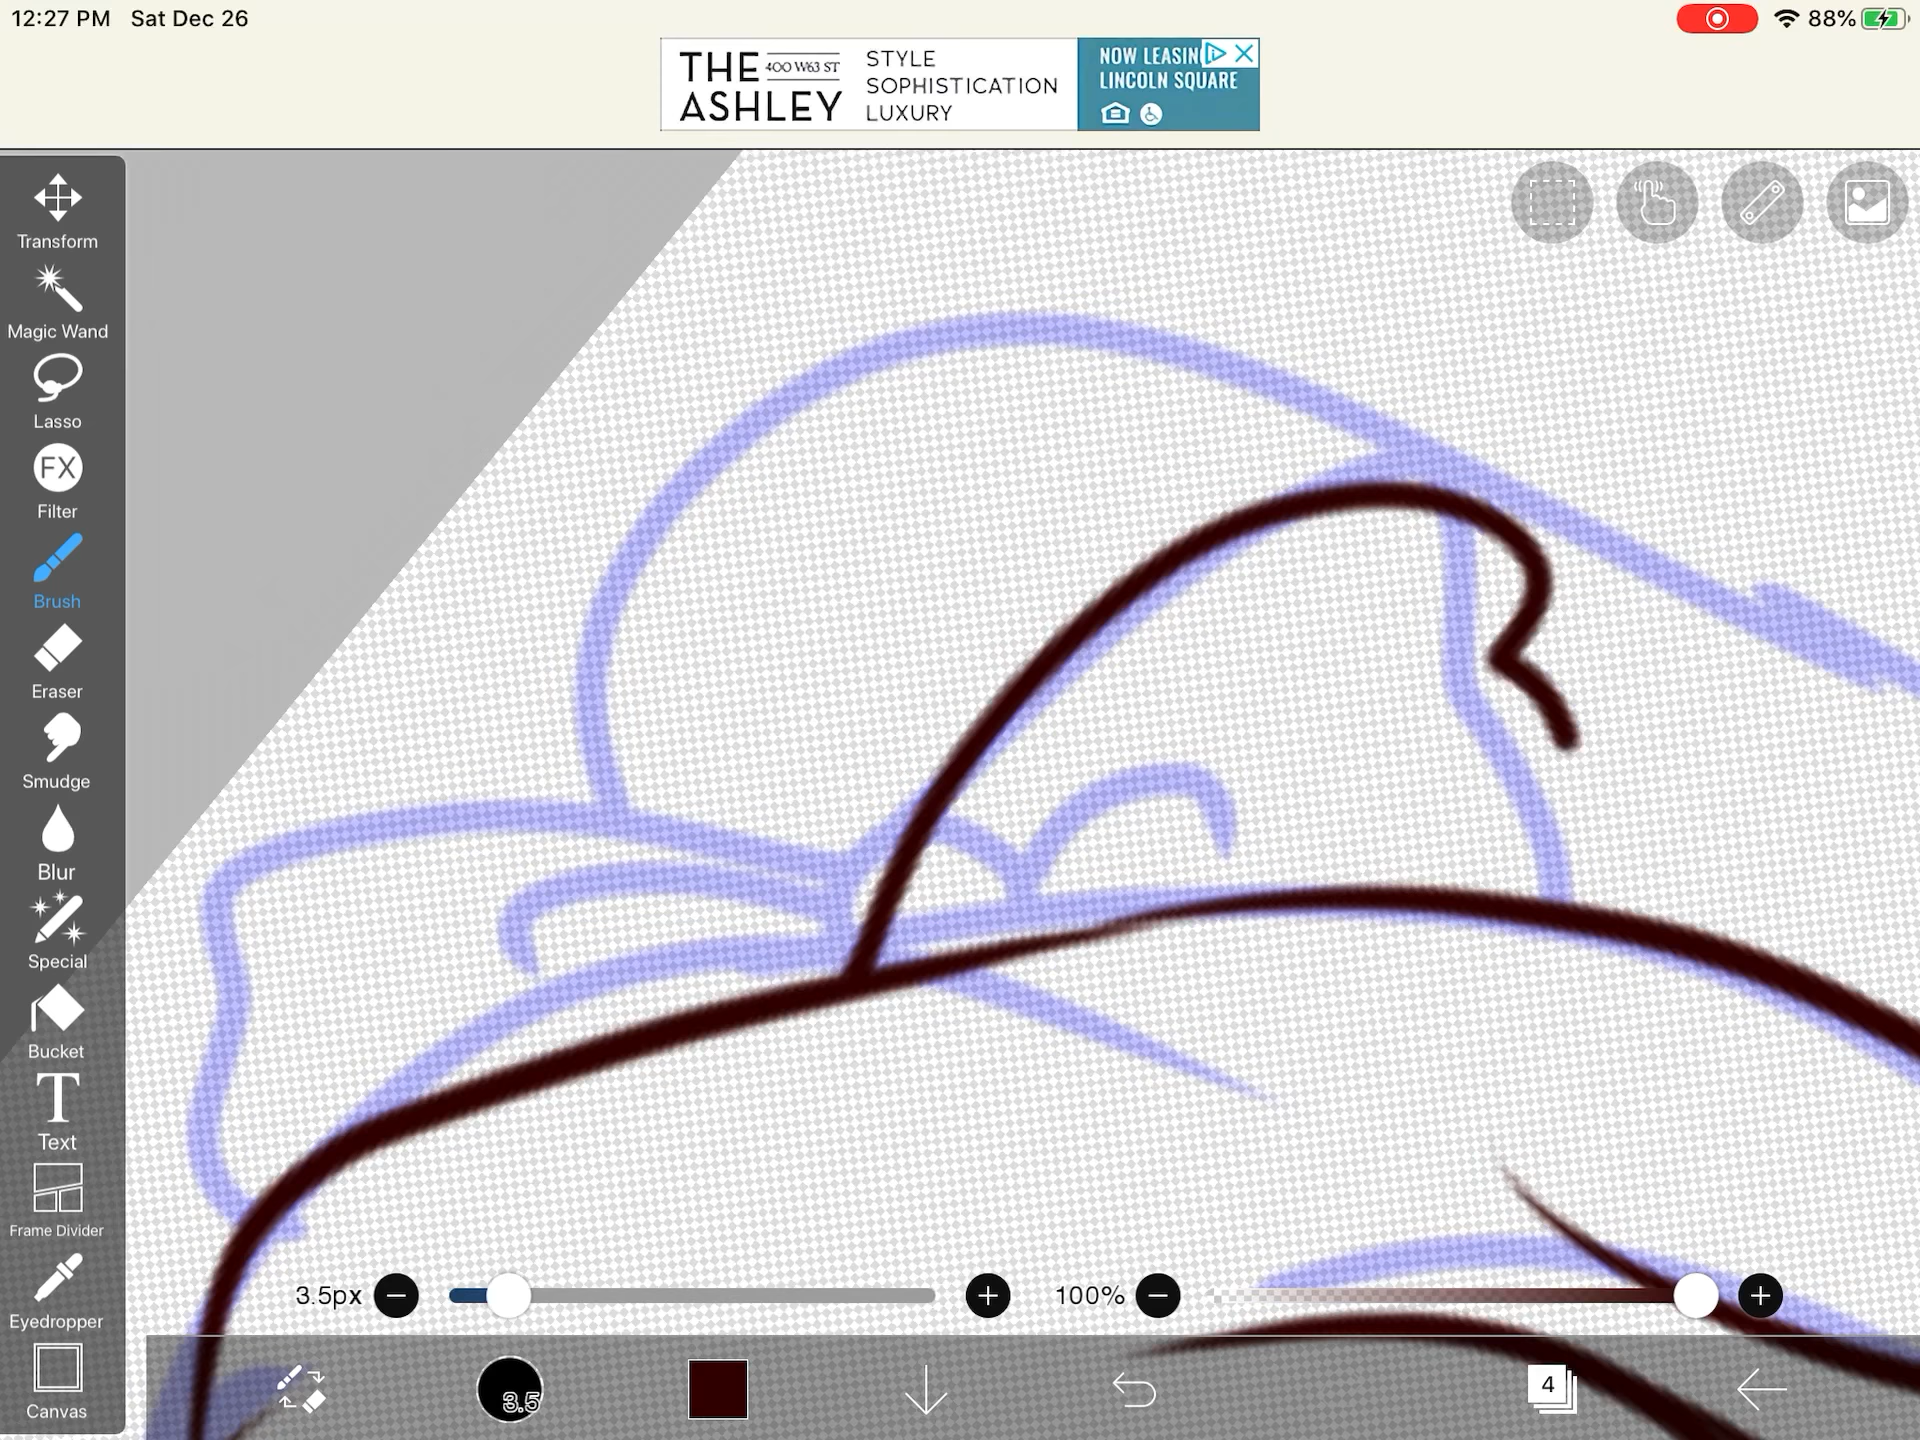 12:27 PM Sat Dec 26
88%
THE 400 W63 ST
ASHLEY
STYLE
SOPHISTICATION
LUXURY
NOW LEASIN
LINCOLN SQUARE
Transform
Magic Wand
Lasso
FX
Filter
Brush
Eraser
Smudge
Blur
Special
Bucket
T
Text
Frame Divider
Eyedropper
Canvas
3.5px
100%
3.5
4